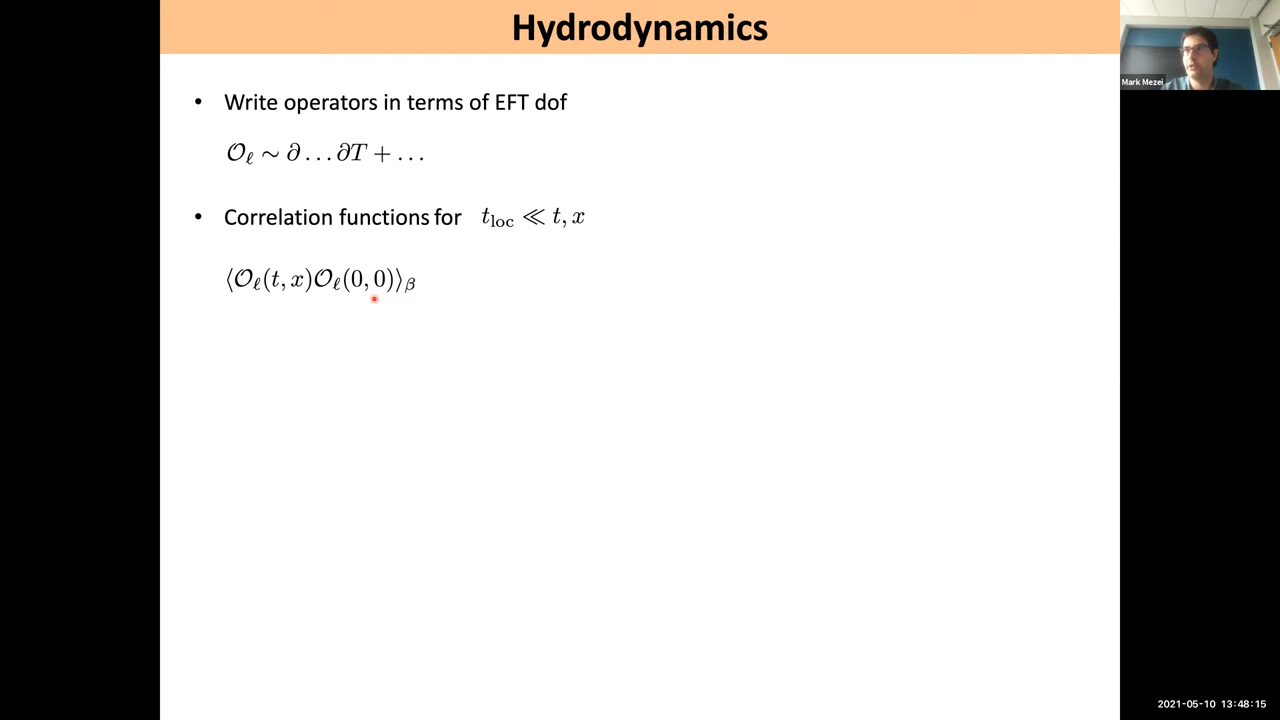 Hydrodynamics
Mark Mezei
• Write operators in terms of EFT dof
𝒪_ℓ ∼ ∂ … ∂T + …
• Correlation functions for t_loc ≪ t, x
⟨𝒪_ℓ(t, x)𝒪_ℓ(0, 0)⟩_β
2021-05-10 13:48:15